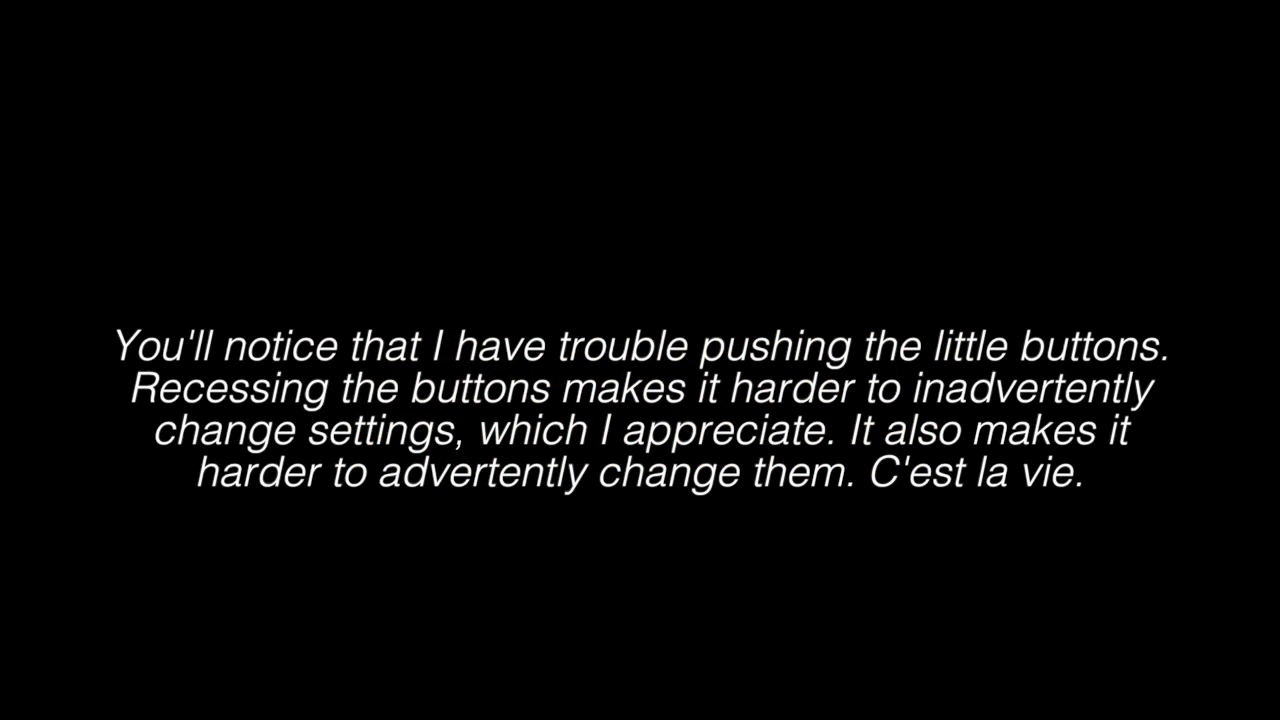 You'll notice that I have trouble pushing the little buttons.
Recessing the buttons makes it harder to inadvertently
change settings, which I appreciate. It also makes it
harder to advertently change them. C'est la vie.